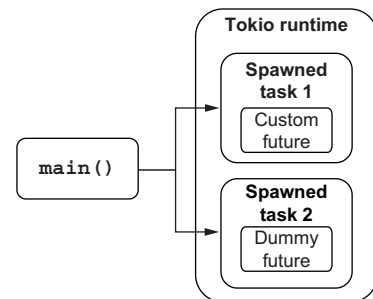 Tokio runtime
Spawned
task 1
Custom
future
main()
Spawned
task 2
Dummy
future